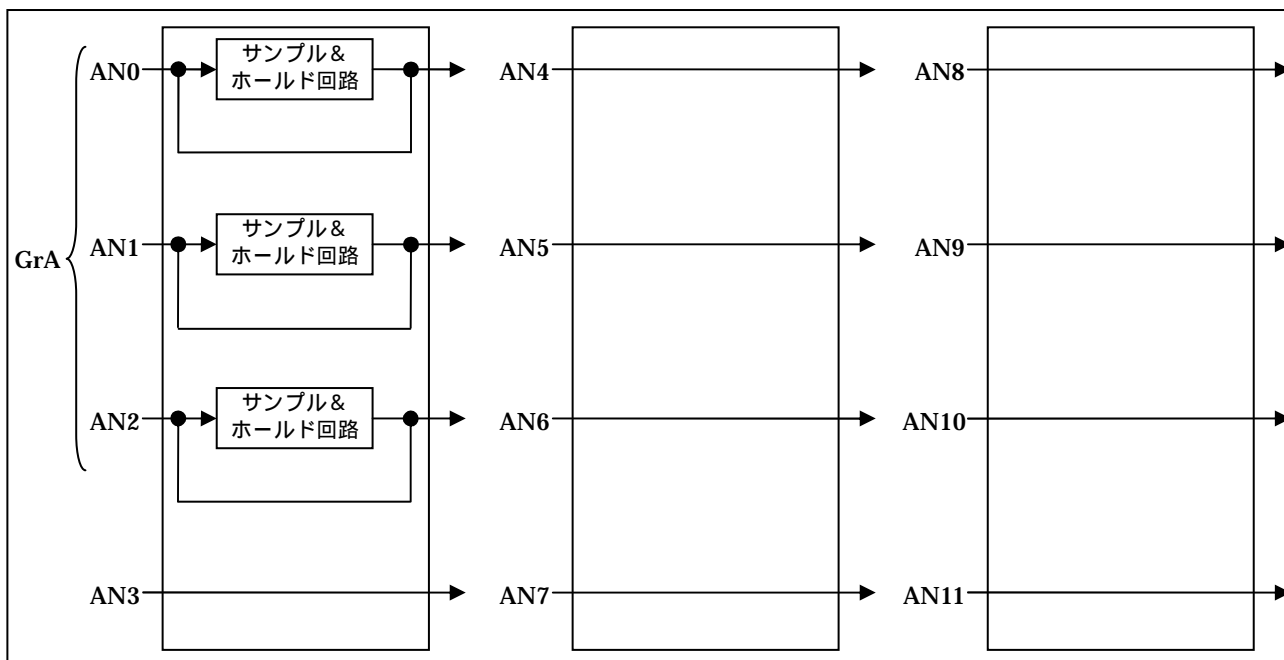 AN0
サンプル&
ホールド回路
AN4
AN8
GrA
AN1
サンプル&
ホールド回路
AN5
AN9
AN2
サンプル&
ホールド回路
AN6
AN10
AN3
AN7
AN11